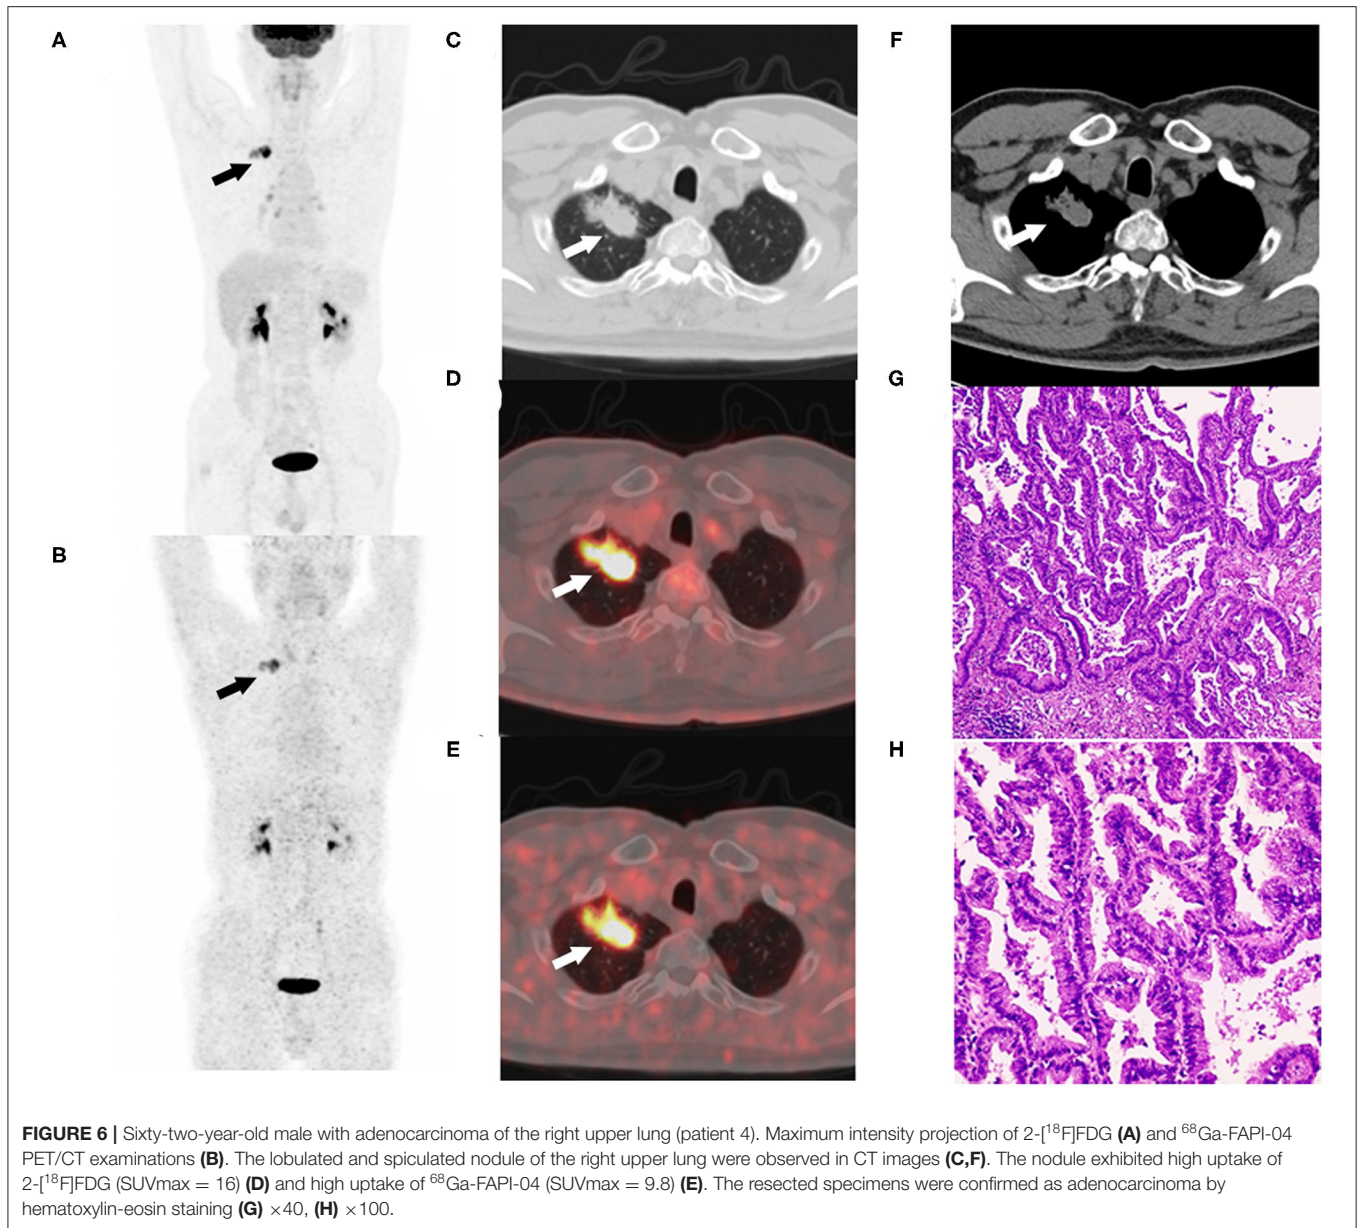 A
C
F
D
G
B
E
H
FIGURE 6 | Sixty-two-year-old male with adenocarcinoma of the right upper lung (patient 4). Maximum intensity projection of 2-[18F]FDG (A) and 68Ga-FAPI-04
PET/CT examinations (B). The lobulated and spiculated nodule of the right upper lung were observed in CT images (C,F). The nodule exhibited high uptake of
2-[18F]FDG (SUVmax = 16) (D) and high uptake of 68Ga-FAPI-04 (SUVmax = 9.8) (E). The resected specimens were confirmed as adenocarcinoma by
hematoxylin-eosin staining (G) ×40, (H) ×100.